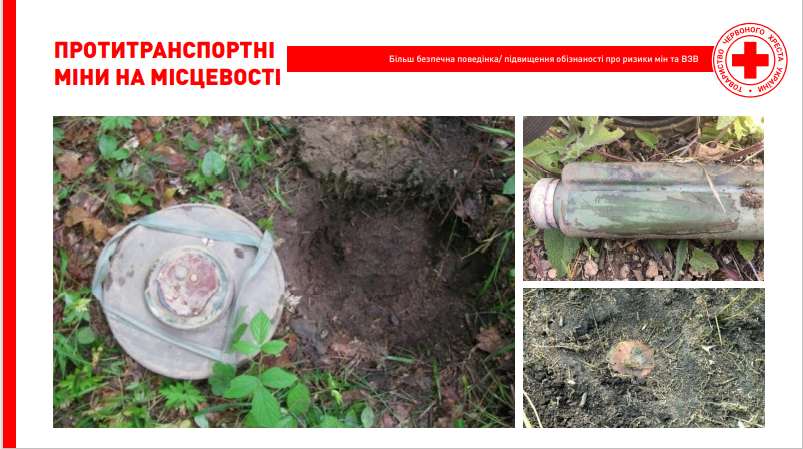 ПРОТИТРАНСПОРТНІ
МІНИ НА МІСЦЕВОСТІ
Більш безпечна поведінка/ підвищення обізнаності про ризики мін та ВЗВ
ТОВАРИСТВО ЧЕРВОНОГО ХРЕСТА УКРАЇНИ